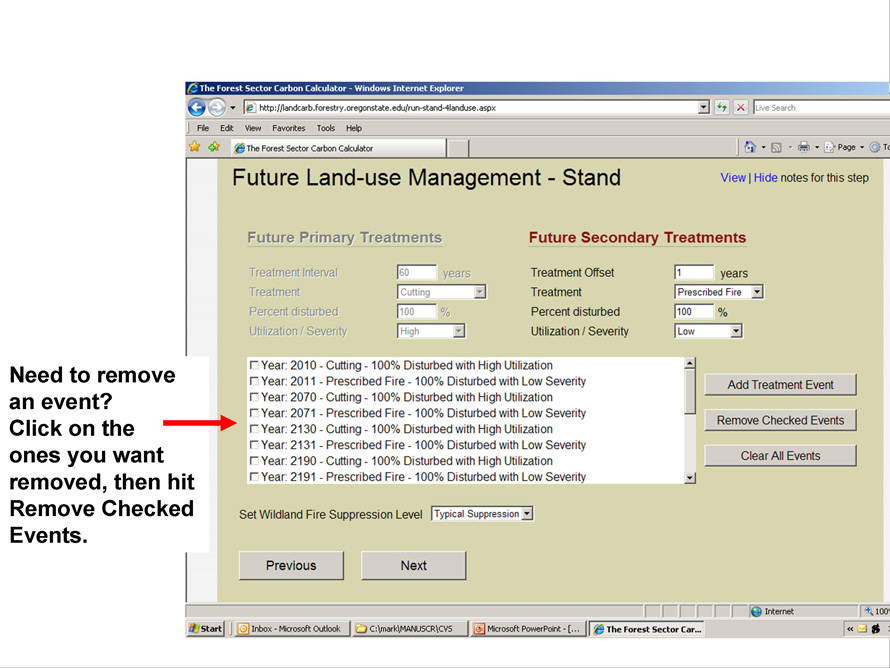 The Forest Sector Carbon Calculator - Windows Internet Explorer
http://landcarb.forestry.oregonstate.edu/run-stand-4landuse.aspx
Live Search
File Edit View Favorites Tools Help
The Forest Sector Carbon Calculator
Page
Future Land-use Management - Stand
View | Hide notes for this step
Future Primary Treatments
Future Secondary Treatments
Treatment Interval 60 years
Treatment Offset 1 years
Treatment Cutting
Treatment Prescribed Fire
Percent disturbed 100 %
Percent disturbed 100 %
Utilization / Severity High
Utilization / Severity Low
Need to remove
an event?
Click on the
ones you want
removed, then hit
Remove Checked
Events.
Year: 2010 - Cutting - 100% Disturbed with High Utilization
Year: 2011 - Prescribed Fire - 100% Disturbed with Low Severity
Year: 2070 - Cutting - 100% Disturbed with High Utilization
Year: 2071 - Prescribed Fire - 100% Disturbed with Low Severity
Year: 2130 - Cutting - 100% Disturbed with High Utilization
Year: 2131 - Prescribed Fire - 100% Disturbed with Low Severity
Year: 2190 - Cutting - 100% Disturbed with High Utilization
Year: 2191 - Prescribed Fire - 100% Disturbed with Low Severity
Add Treatment Event
Remove Checked Events
Clear All Events
Set Wildland Fire Suppression Level Typical Suppression
Previous Next
Internet 100%
Start Inbox - Microsoft Outlook C:\mark\MANUSCR\CVS Microsoft PowerPoint - [... The Forest Sector Car...